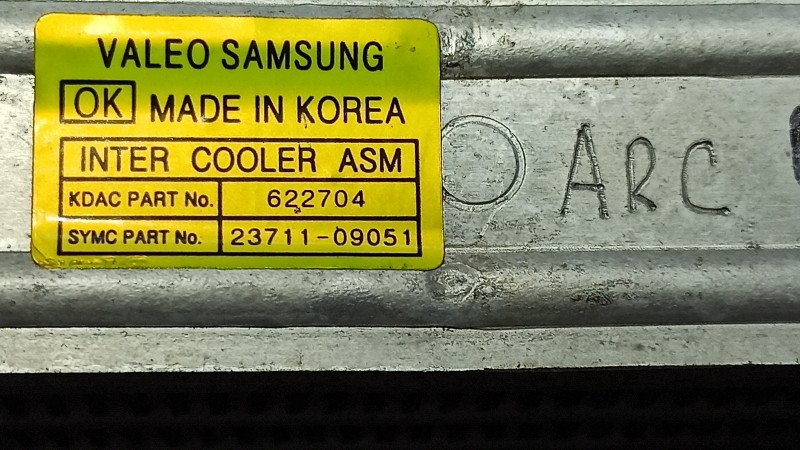 VALEO SAMSUNG
OK MADE IN KOREA
INTER COOLER ASM
KDAC PART No. 622704
SYMC PART No. 23711-09051
ARC